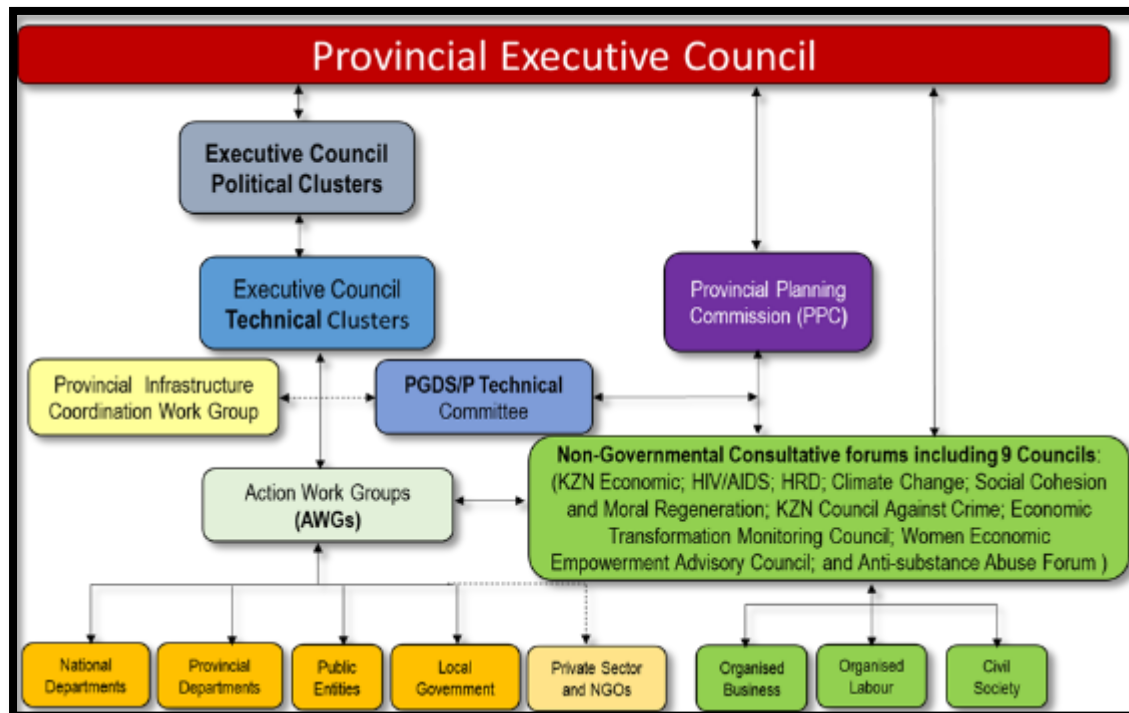 Provincial Executive Council
Executive Council
Political Clusters
Executive Council
Technical Clusters
Provincial Planning
Commission (PPC)
Provincial Infrastructure
Coordination Work Group
PGDS/P Technical
Committee
Non-Governmental Consultative forums including 9 Councils:
(KZN Economic; HIV/AIDS; HRD; Climate Change; Social Cohesion
and Moral Regeneration; KZN Council Against Crime; Economic
Transformation Monitoring Council; Women Economic
Empowerment Advisory Council; and Anti-substance Abuse Forum )
Action Work Groups
(AWGs)
National
Departments
Provincial
Departments
Public
Entities
Local
Government
Private Sector
and NGOs
Organised
Business
Organised
Labour
Civil
Society